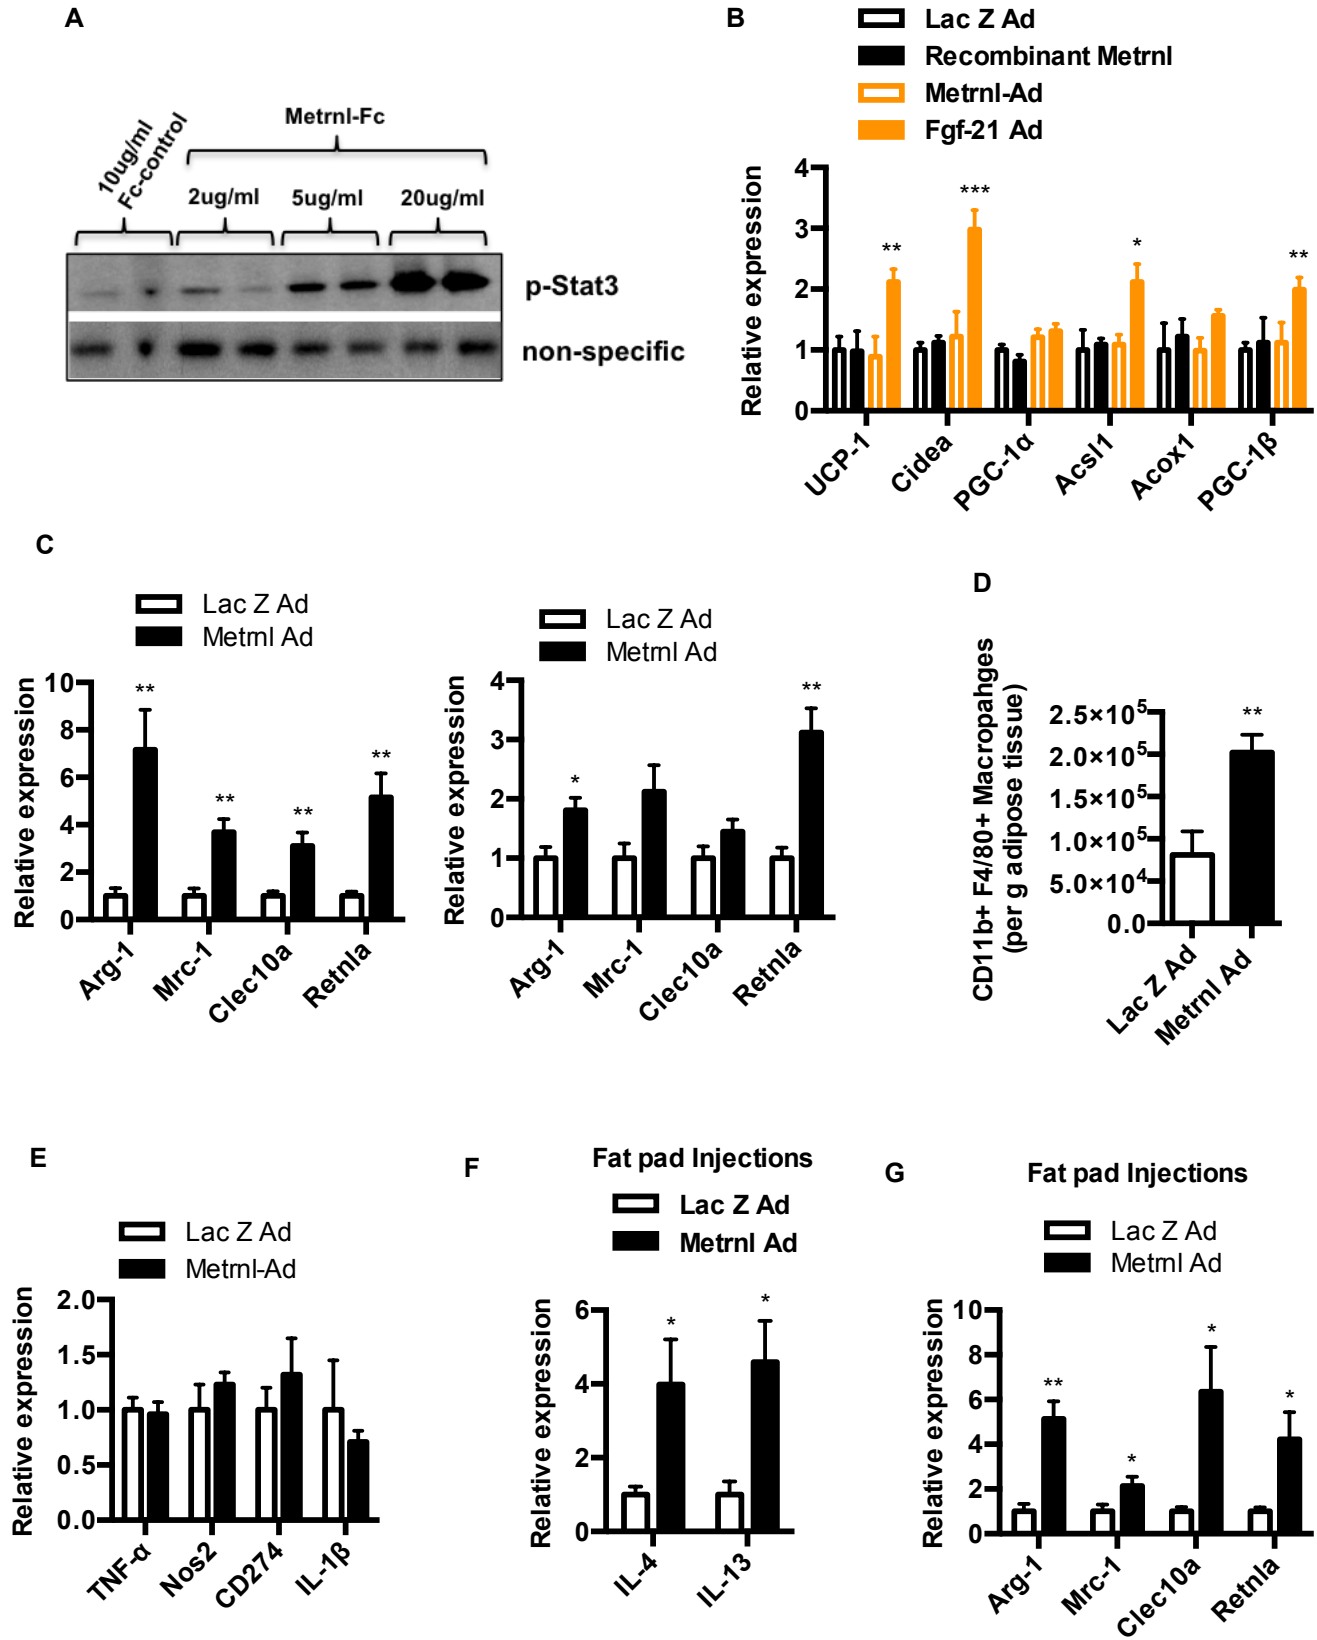 A
10ug/ml
Fc-control
Metrnl-Fc
2ug/ml
5ug/ml
20ug/ml
p-Stat3
non-specific
B
Lac Z Ad
Recombinant Metrnl
Metrnl-Ad
Fgf-21 Ad
Relative expression
4
3
2
1
0
**
***
*
**
UCP-1
Cidea
PGC-1α
Acsl1
Acox1
PGC-1β
C
Lac Z Ad
Metrnl Ad
Relative expression
10
8
6
4
2
0
**
**
**
**
Arg-1
Mrc-1
Clec10a
Retnla
Lac Z Ad
Metrnl Ad
Relative expression
4
3
2
1
0
*
**
Arg-1
Mrc-1
Clec10a
Retnla
D
CD11b+ F4/80+ Macropahges
(per g adipose tissue)
2.5×10⁵
2.0×10⁵
1.5×10⁵
1.0×10⁵
5.0×10⁴
0.0
**
Lac Z Ad
Metrnl Ad
E
Lac Z Ad
Metrnl-Ad
Relative expression
2.0
1.5
1.0
0.5
0.0
TNF-α
Nos2
CD274
IL-1β
F
Fat pad Injections
Lac Z Ad
Metrnl Ad
Relative expression
6
4
2
0
*
*
IL-4
IL-13
G
Fat pad Injections
Lac Z Ad
Metrnl Ad
Relative expression
10
8
6
4
2
0
**
*
*
*
Arg-1
Mrc-1
Clec10a
Retnla